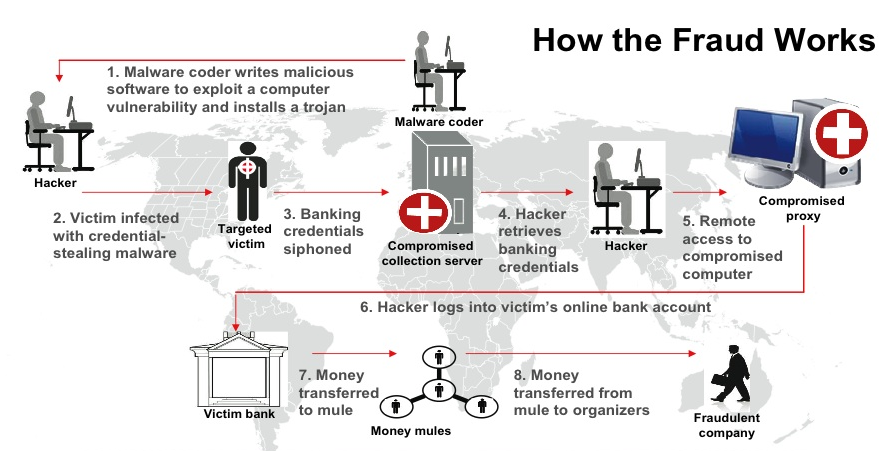 How the Fraud Works
1. Malware coder writes malicious
software to exploit a computer
vulnerability and installs a trojan
Malware coder
Hacker
2. Victim infected
with credential-
stealing malware
Targeted
victim
3. Banking
credentials
siphoned
Compromised
collection server
4. Hacker
retrieves
banking
credentials
Hacker
5. Remote
access to
compromised
computer
Compromised
proxy
6. Hacker logs into victim's online bank account
Victim bank
7. Money
transferred
to mule
Money mules
8. Money
transferred from
mule to organizers
Fraudulent
company